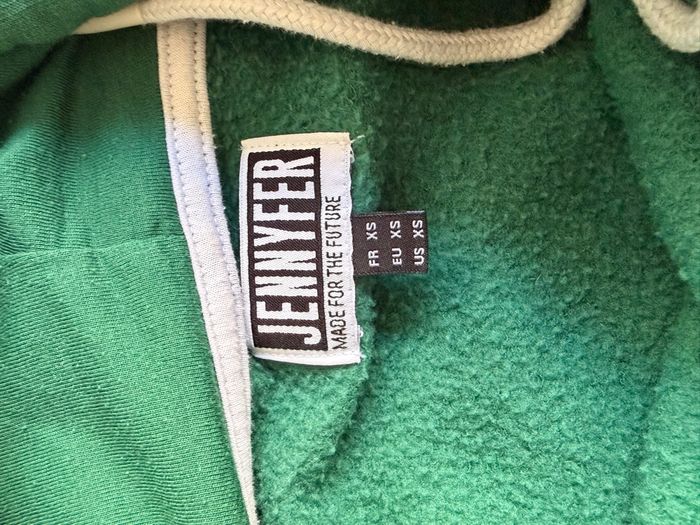 JENNYFER
MADE FOR THE FUTURE
FR XS
EU XS
US XS